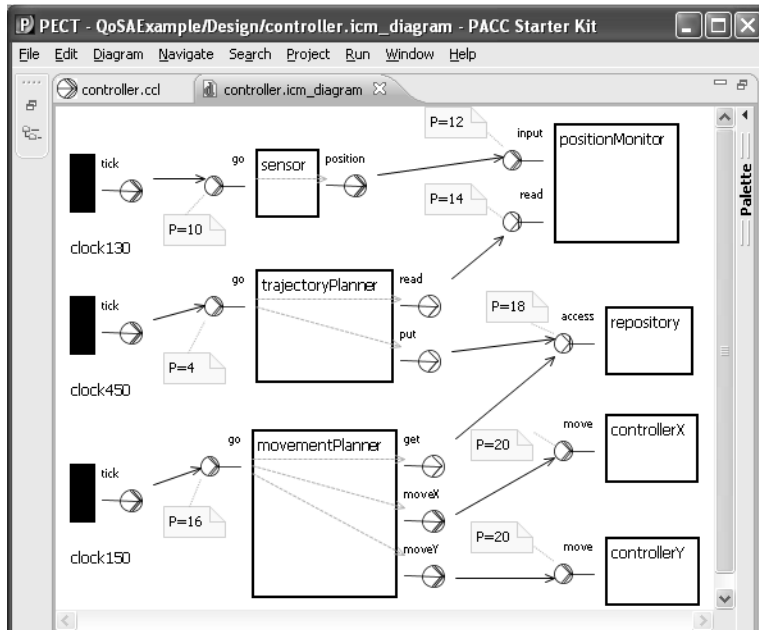 PECT - QoSAExample/Design/controller.icm_diagram - PACC Starter Kit
File Edit Diagram Navigate Search Project Run Window Help
controller.ccl controller.icm_diagram
Palette
P=12
input
positionMonitor
tick
go
sensor
position
P=14
read
P=10
clock130
tick
go
trajectoryPlanner
read
P=18
access
repository
put
P=4
clock450
go
movementPlanner
get
move
controllerX
P=20
tick
moveX
P=16
moveY
P=20
move
controllerY
clock150